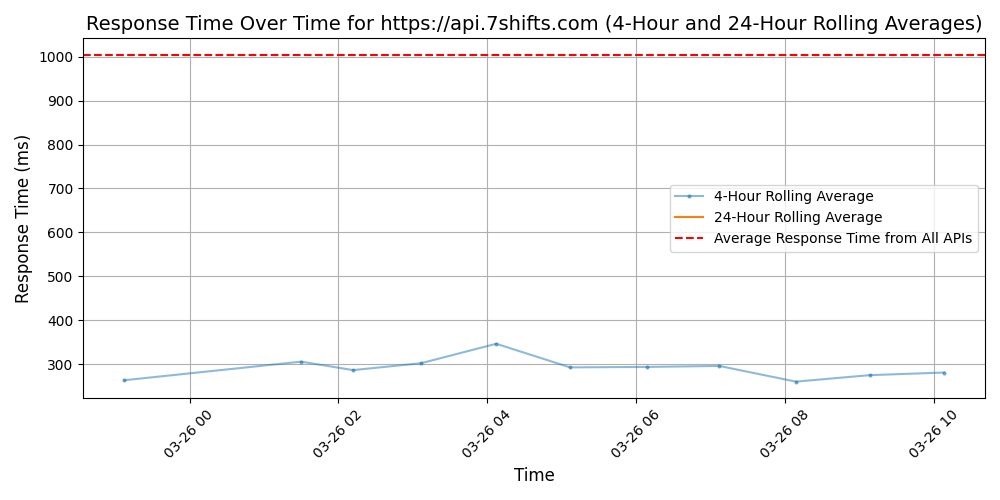 Response Time Over Time for https://api.7shifts.com (4-Hour and 24-Hour Rolling Averages)
Response Time (ms)
1000
900
800
700
600
500
400
300
4-Hour Rolling Average
24-Hour Rolling Average
Average Response Time from All APIs
03-26 00
03-26 02
03-26 04
03-26 06
03-26 08
03-26 10
Time